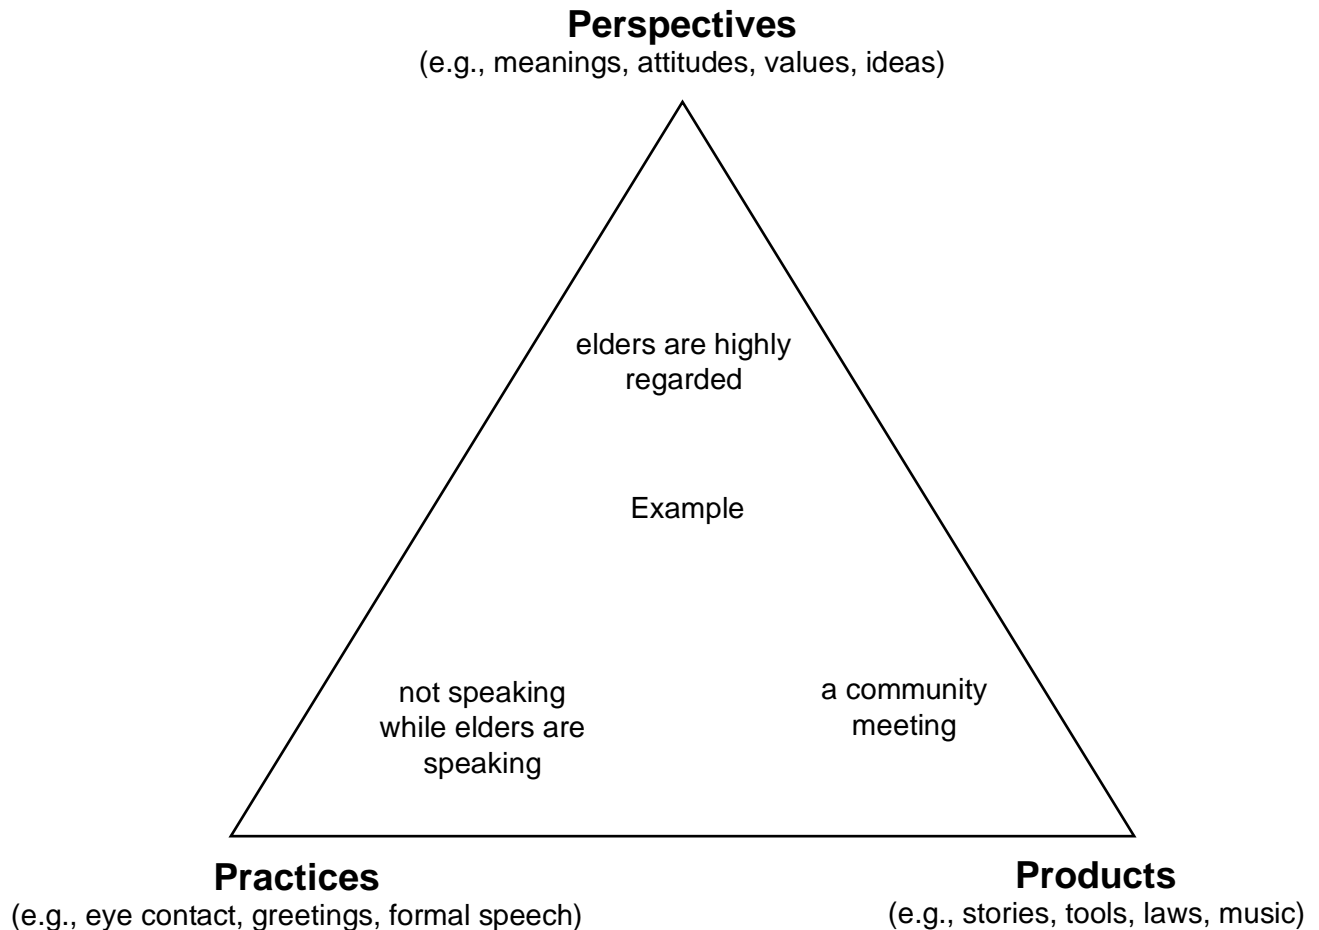 Perspectives
(e.g., meanings, attitudes, values, ideas)
elders are highly
regarded
Example
not speaking
while elders are
speaking
a community
meeting
Practices
(e.g., eye contact, greetings, formal speech)
Products
(e.g., stories, tools, laws, music)